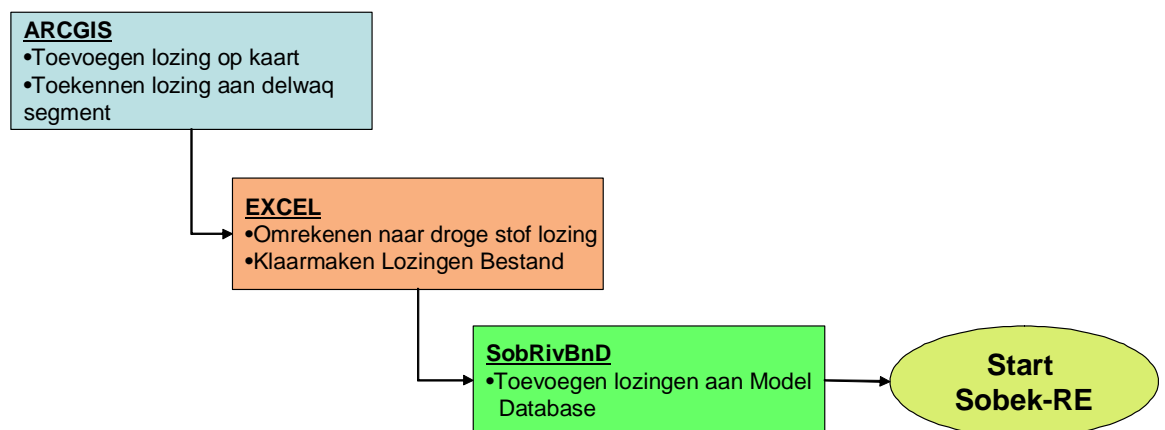 ARCGIS
•Toevoegen lozing op kaart
•Toekennen lozing aan delwaq
segment
EXCEL
•Omrekenen naar droge stof lozing
•Klaarmaken Lozingen Bestand
SobRivBnD
•Toevoegen lozingen aan Model
Database
Start
Sobek-RE